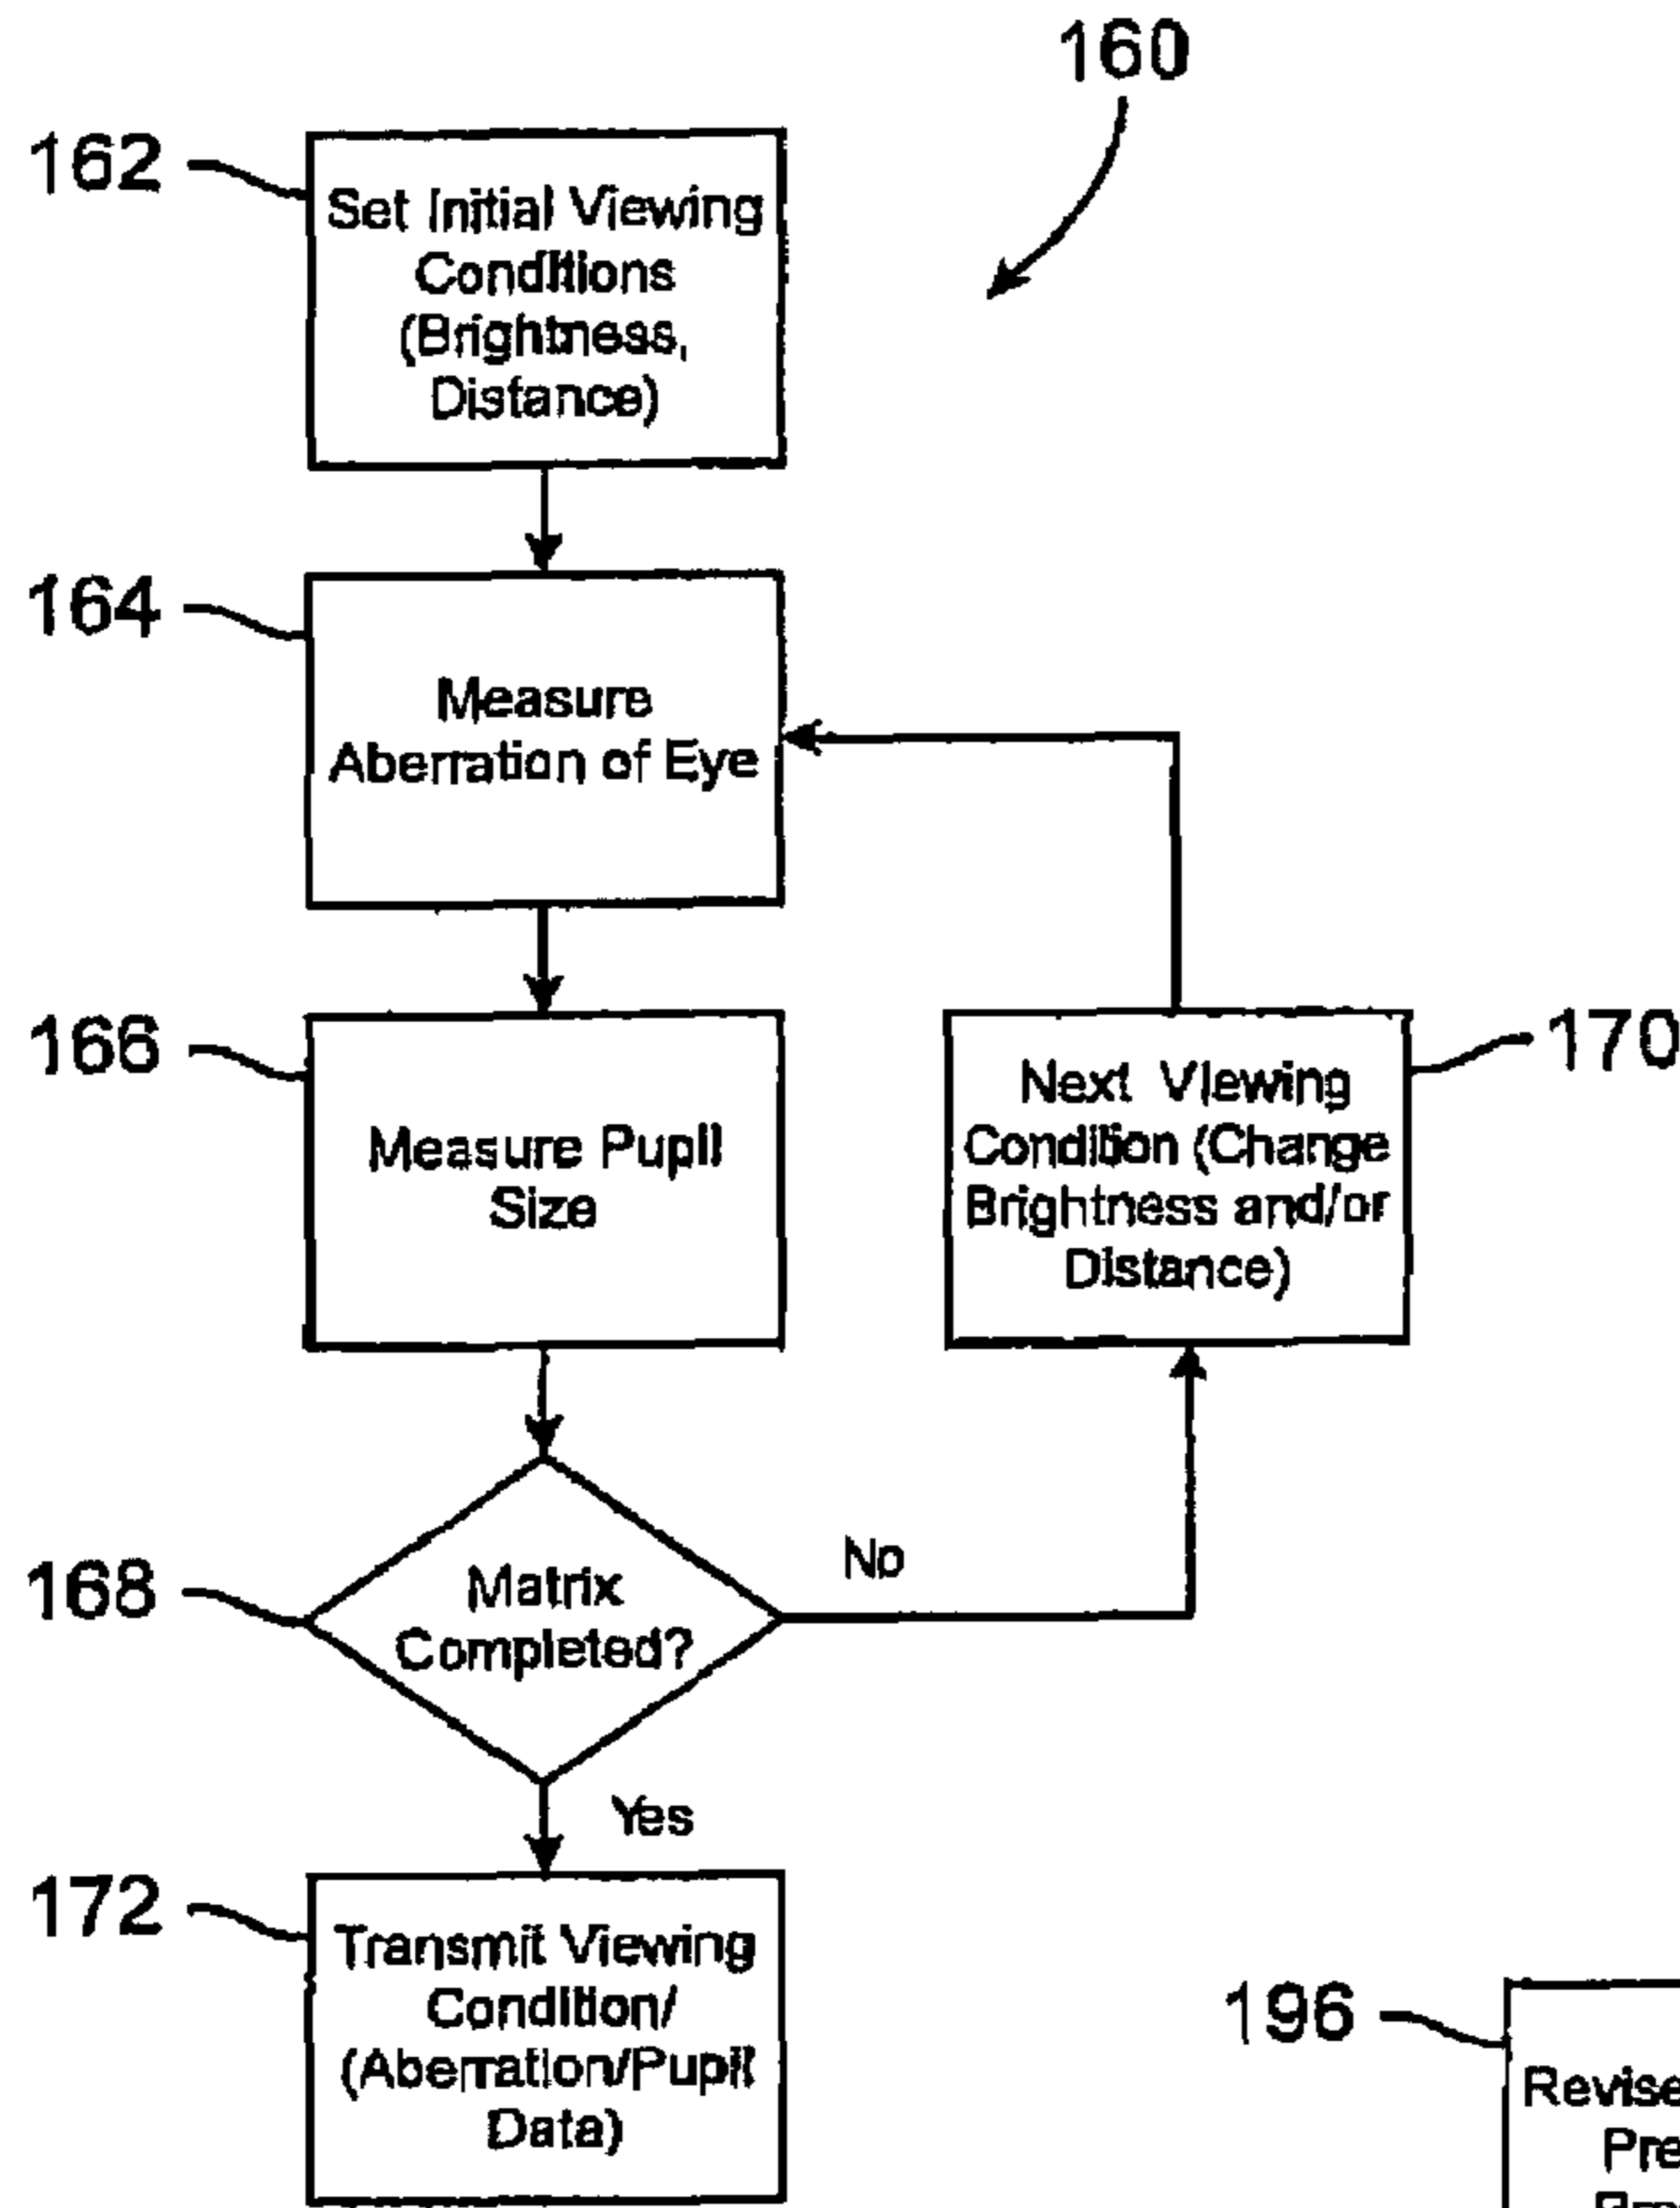 160
162
Set Initial Viewing
Conditions
(Brightness,
Distance)
164
Measure
Aberration of Eye
166
Measure Pupil
Size
170
Next Viewing
Condition (Change
Brightness and/or
Distance)
168
Matrix
Completed?
No
Yes
172
Transmit Viewing
Condition/
(Aberration/Pupil
Data)
196
Revise
Pre